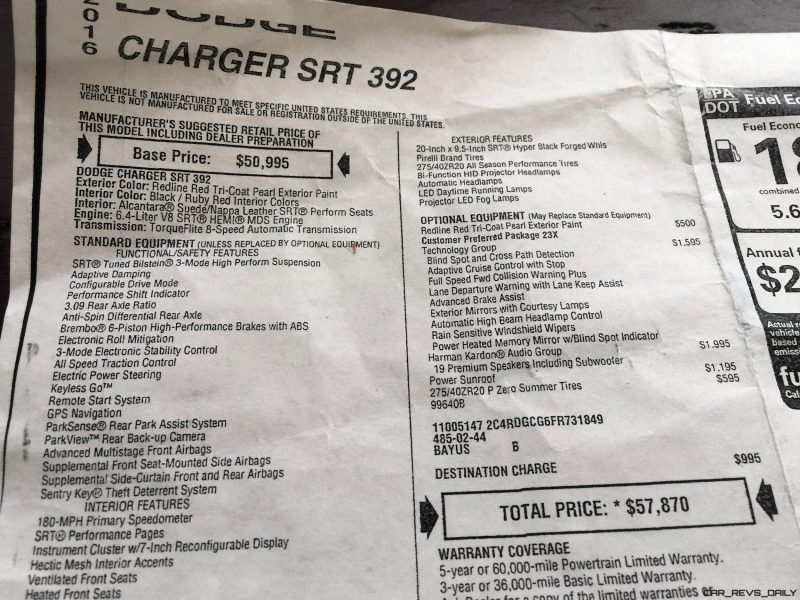 2016
DODGE
CHARGER SRT 392
THIS VEHICLE IS MANUFACTURED TO MEET SPECIFIC UNITED STATES REQUIREMENTS. THIS
VEHICLE IS NOT MANUFACTURED FOR SALE OR REGISTRATION OUTSIDE OF THE UNITED STATES.
MANUFACTURER'S SUGGESTED RETAIL PRICE OF
THIS MODEL INCLUDING DEALER PREPARATION
Base Price: $50,995
DODGE CHARGER SRT 392
Exterior Color: Redline Red Tri-Coat Pearl Exterior Paint
Interior Color: Black / Ruby Red Interior Colors
Interior: Alcantara® Suede/Nappa Leather SRT® Perform Seats
Engine: 6.4-Liter V8 SRT® HEMI® MDS Engine
Transmission: TorqueFlite 8-Speed Automatic Transmission
STANDARD EQUIPMENT (UNLESS REPLACED BY OPTIONAL EQUIPMENT)
FUNCTIONAL/SAFETY FEATURES
SRT® Tuned Bilstein® 3-Mode High Perform Suspension
Adaptive Damping
Configurable Drive Mode
Performance Shift Indicator
3.09 Rear Axle Ratio
Anti-Spin Differential Rear Axle
Brembo® 6-Piston High-Performance Brakes with ABS
Electronic Roll Mitigation
3-Mode Electronic Stability Control
All Speed Traction Control
Electric Power Steering
Keyless Go™
Remote Start System
GPS Navigation
ParkSense® Rear Park Assist System
ParkView™ Rear Back-up Camera
Advanced Multistage Front Airbags
Supplemental Front Seat-Mounted Side Airbags
Supplemental Side-Curtain Front and Rear Airbags
Sentry Key® Theft Deterrent System
INTERIOR FEATURES
180-MPH Primary Speedometer
SRT® Performance Pages
Instrument Cluster w/7-Inch Reconfigurable Display
Hectic Mesh Interior Accents
Ventilated Front Seats
Heated Front Seats
EXTERIOR FEATURES
20-Inch x 9.5-Inch SRT® Hyper Black Forged Whls
Pirelli Brand Tires
275/40ZR20 All Season Performance Tires
Bi-Function HID Projector Headlamps
Automatic Headlamps
LED Daytime Running Lamps
Projector LED Fog Lamps
OPTIONAL EQUIPMENT (May Replace Standard Equipment)
Redline Red Tri-Coat Pearl Exterior Paint $500
Customer Preferred Package 23X
Technology Group $1,595
Blind Spot and Cross Path Detection
Adaptive Cruise Control with Stop
Full Speed Fwd Collision Warning Plus
Lane Departure Warning with Lane Keep Assist
Advanced Brake Assist
Exterior Mirrors with Courtesy Lamps
Automatic High Beam Headlamp Control
Rain Sensitive Windshield Wipers
Power Heated Memory Mirror w/Blind Spot Indicator
Harman Kardon® Audio Group $1,995
19 Premium Speakers Including Subwoofer
Power Sunroof $1,195
275/40ZR20 P Zero Summer Tires $595
99640B
11005147 2C4RDGCG6FR731849
485-02-44
BAYUS B
DESTINATION CHARGE $995
TOTAL PRICE: * $57,870
WARRANTY COVERAGE
5-year or 60,000-mile Powertrain Limited Warranty.
3-year or 36,000-mile Basic Limited Warranty.
Ask Dealer for a copy of the limited warranties or
EPA
DOT Fuel Ec
Fuel Econo
combined
5.6
Annual f
$2
Actual r
vehicle
based
emiss
fu
Cal
CAR_REVS_DAILY